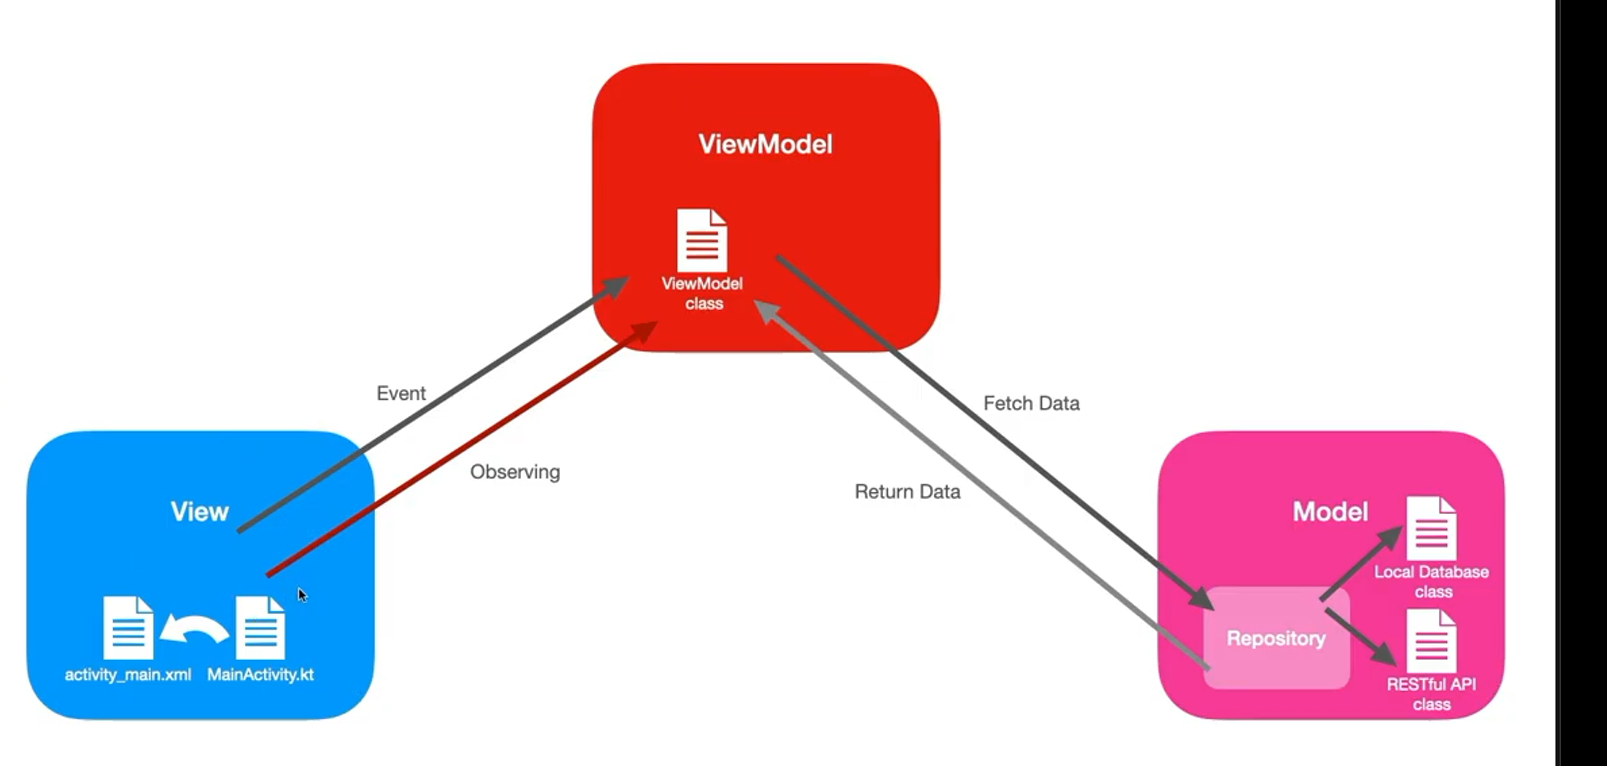 ViewModel
ViewModel
class
Event
Observing
Fetch Data
Return Data
View
activity_main.xml
MainActivity.kt
Model
Local Database
class
Repository
RESTful API
class